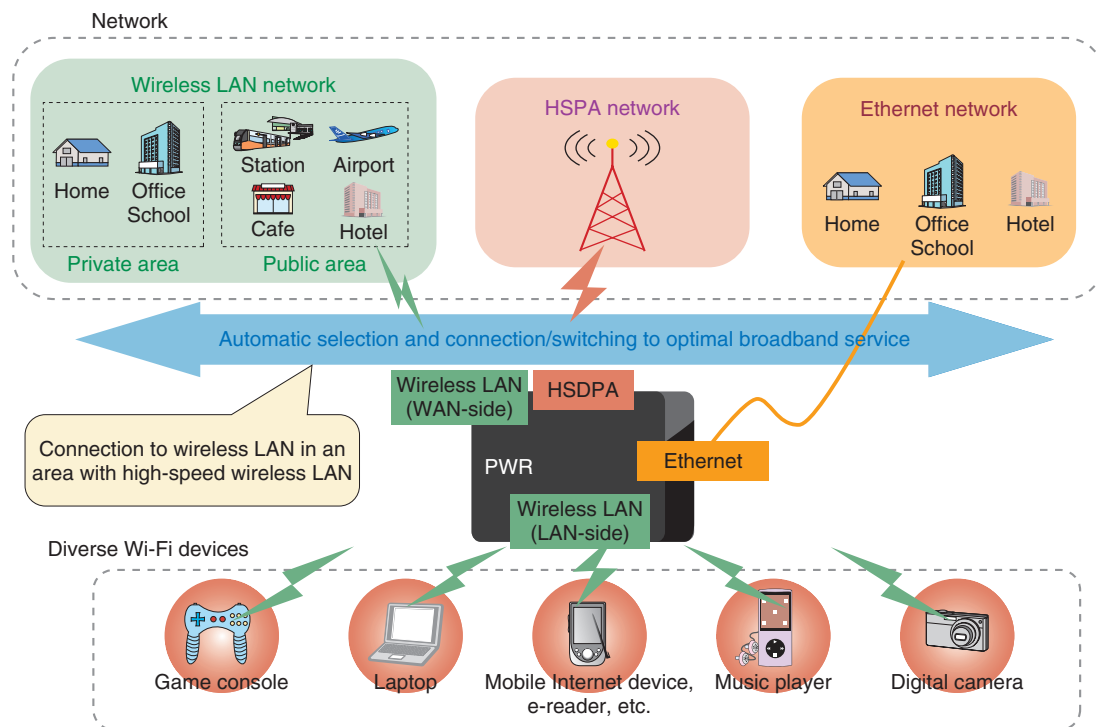 Network
Wireless LAN network
Home
Office
School
Private area
Station
Airport
Cafe
Hotel
Public area
HSPA network
Ethernet network
Home
Office
School
Hotel
Automatic selection and connection/switching to optimal broadband service
Connection to wireless LAN in an
area with high-speed wireless LAN
Wireless LAN
(WAN-side)
HSDPA
PWR
Ethernet
Wireless LAN
(LAN-side)
Diverse Wi-Fi devices
Game console
Laptop
Mobile Internet device,
e-reader, etc.
Music player
Digital camera